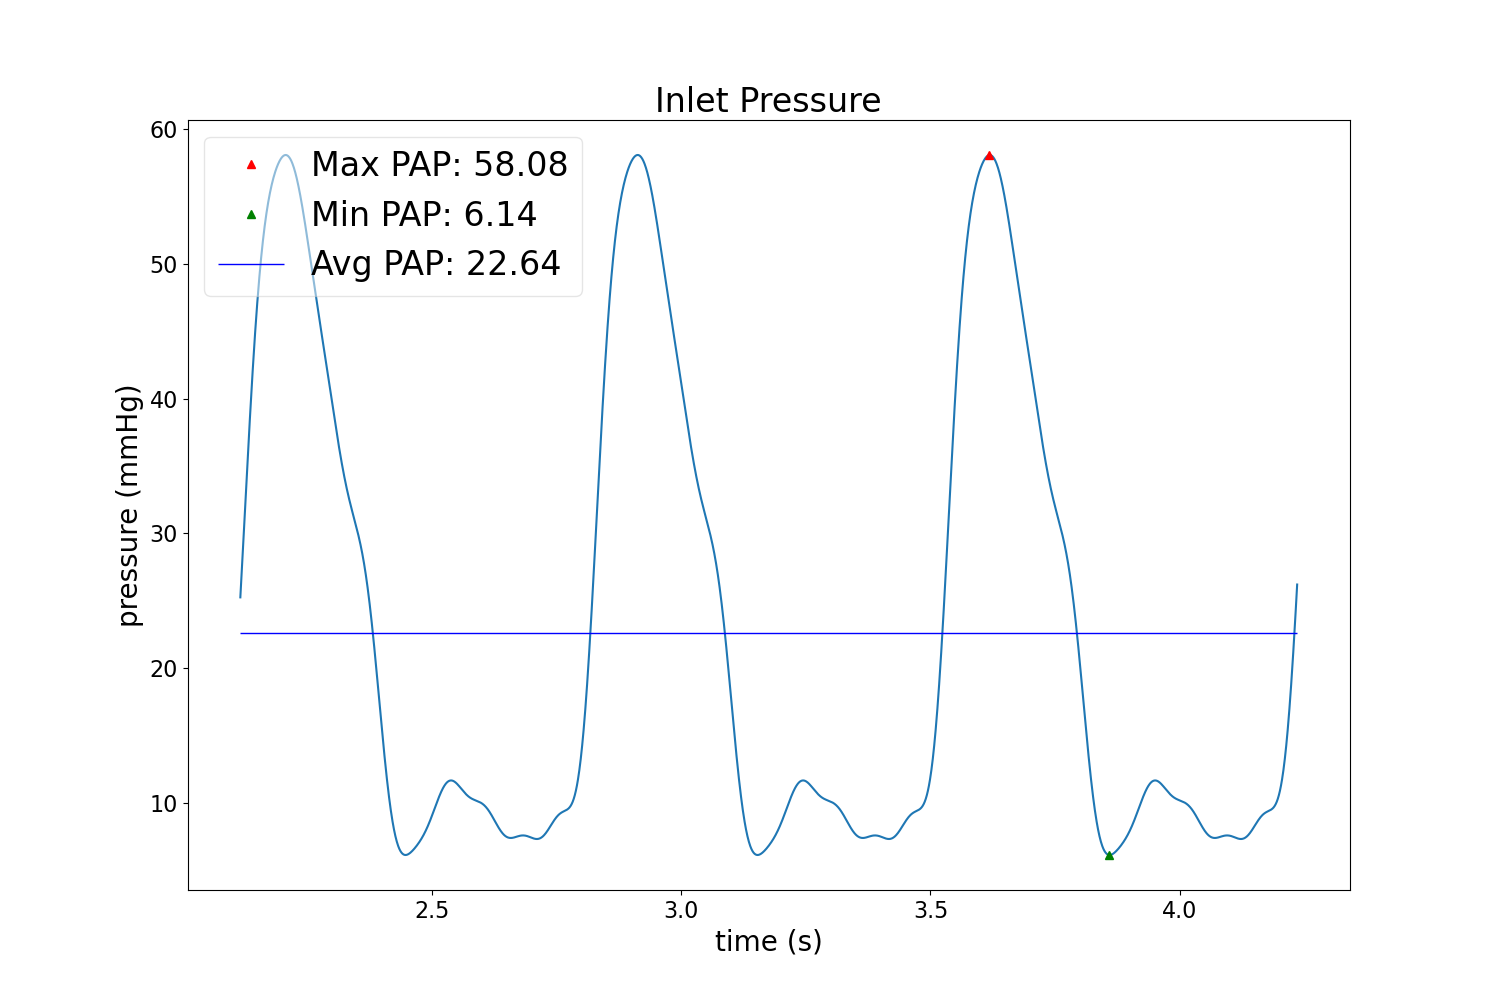 Inlet Pressure
Max PAP: 58.08
Min PAP: 6.14
Avg PAP: 22.64
60
50
40
30
20
10
pressure (mmHg)
2.5 3.0 3.5 4.0
time (s)